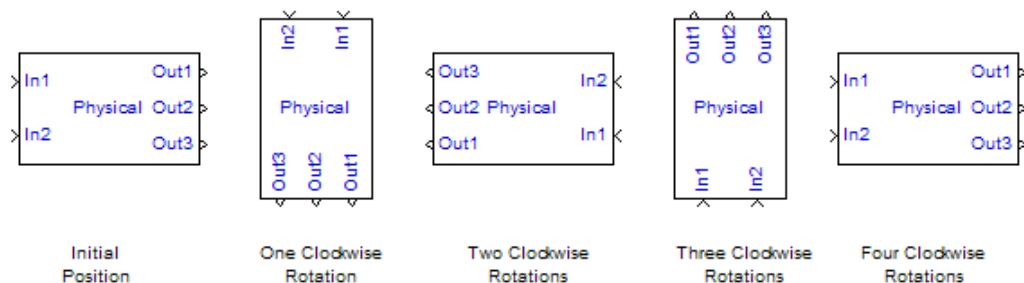 In1
In2
Physical
Out1
Out2
Out3
Initial
Position
In2
In1
Physical
Out3
Out2
Out1
One Clockwise
Rotation
Out3
Out2
Out1
Physical
In2
In1
Two Clockwise
Rotations
Out1
Out2
Out3
Physical
In1
In2
Three Clockwise
Rotations
In1
In2
Physical
Out1
Out2
Out3
Four Clockwise
Rotations